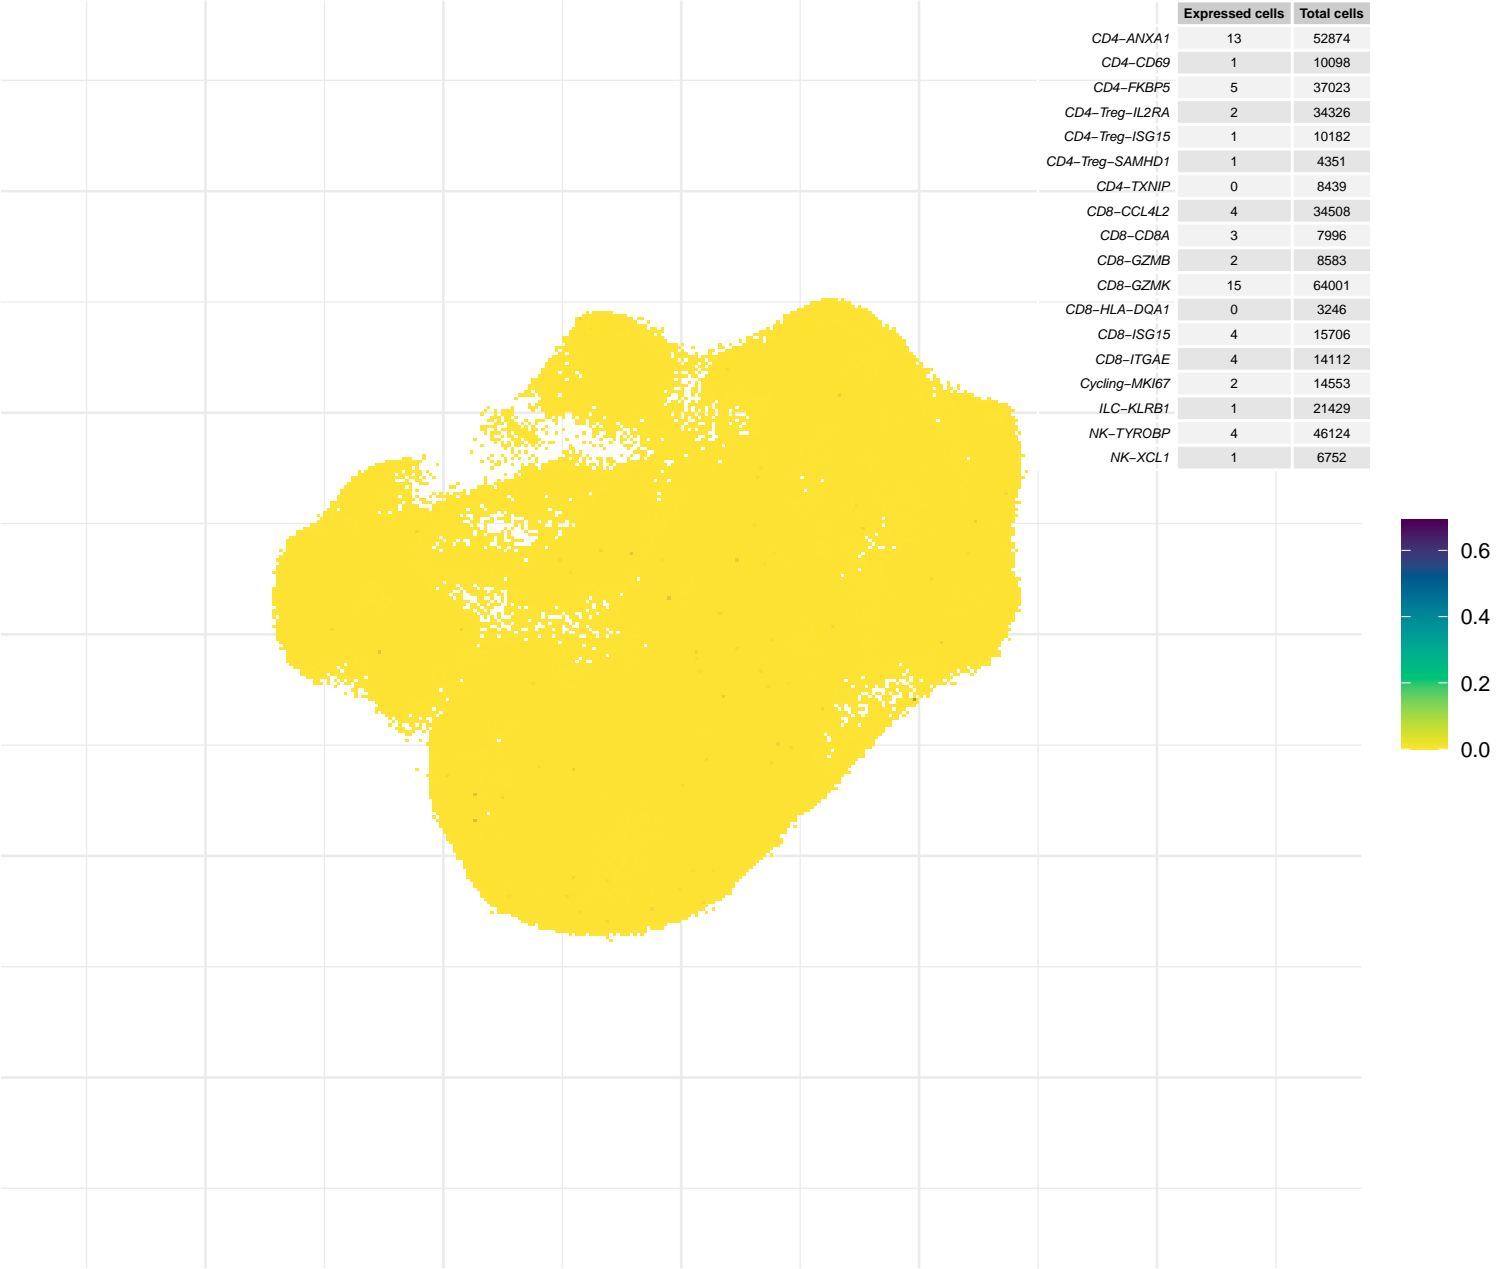 Expressed cells Total cells
CD4−ANXA1 13 52874
CD4−CD69 1 10098
CD4−FKBP5 5 37023
CD4−Treg−IL2RA 2 34326
CD4−Treg−ISG15 1 10182
CD4−Treg−SAMHD1 1 4351
CD4−TXNIP 0 8439
CD8−CCL4L2 4 34508
CD8−CD8A 3 7996
CD8−GZMB 2 8583
CD8−GZMK 15 64001
CD8−HLA−DQA1 0 3246
CD8−ISG15 4 15706
CD8−ITGAE 4 14112
Cycling−MKI67 2 14553
ILC−KLRB1 1 21429
NK−TYROBP 4 46124
NK−XCL1 1 6752
0.6
0.4
0.2
0.0